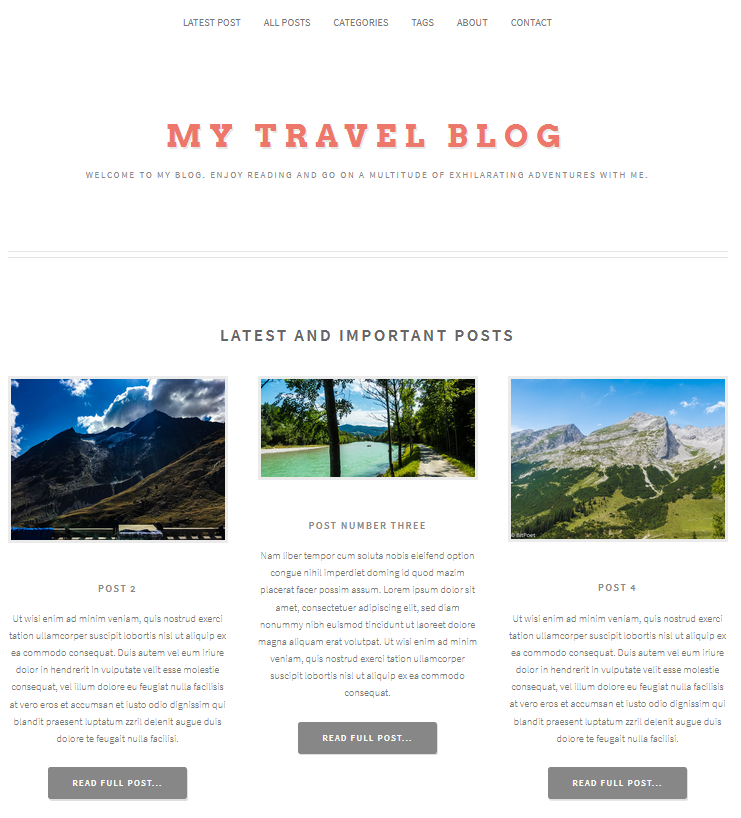 LATEST POST ALL POSTS CATEGORIES TAGS ABOUT CONTACT
MY TRAVEL BLOG
WELCOME TO MY BLOG. ENJOY READING AND GO ON A MULTITUDE OF EXHILARATING ADVENTURES WITH ME.
LATEST AND IMPORTANT POSTS
POST 2
Ut wisi enim ad minim veniam, quis nostrud exerci
tation ullamcorper suscipit lobortis nisl ut aliquip ex
ea commodo consequat. Duis autem vel eum iriure
dolor in hendrerit in vulputate velit esse molestie
consequat, vel illum dolore eu feugiat nulla facilisis
at vero eros et accumsan et iusto odio dignissim qui
blandit praesent luptatum zzril delenit augue duis
dolore te feugait nulla facilisi.
READ FULL POST...
POST NUMBER THREE
Nam liber tempor cum soluta nobis eleifend option
congue nihil imperdiet doming id quod mazim
placerat facer possim assum. Lorem ipsum dolor sit
amet, consectetuer adipiscing elit, sed diam
nonummy nibh euismod tincidunt ut laoreet dolore
magna aliquam erat volutpat. Ut wisi enim ad minim
veniam, quis nostrud exerci tation ullamcorper
suscipit lobortis nisl ut aliquip ex ea commodo
consequat.
READ FULL POST...
© BitPoet
POST 4
Ut wisi enim ad minim veniam, quis nostrud exerci
tation ullamcorper suscipit lobortis nisl ut aliquip ex
ea commodo consequat. Duis autem vel eum iriure
dolor in hendrerit in vulputate velit esse molestie
consequat, vel illum dolore eu feugiat nulla facilisis
at vero eros et accumsan et iusto odio dignissim qui
blandit praesent luptatum zzril delenit augue duis
dolore te feugait nulla facilisi.
READ FULL POST...